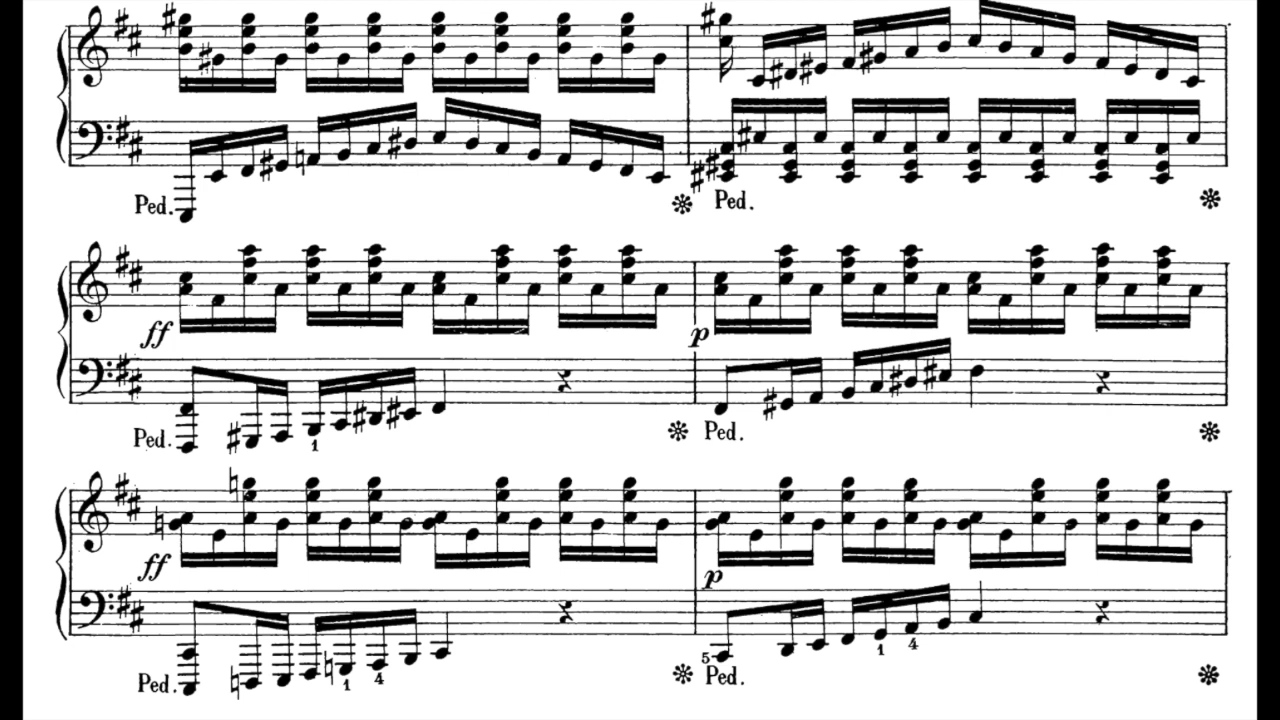 Ped. Ped.
ff p
Ped. 1 Ped.
ff p
5 1 4
Ped. 1 4 Ped.